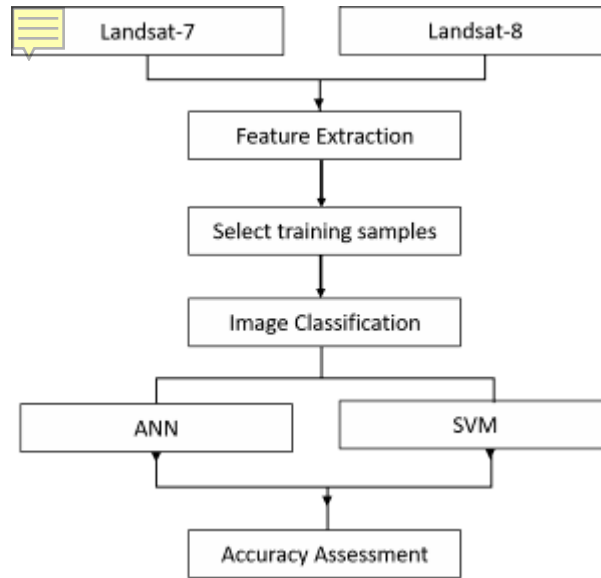 Landsat-7
Landsat-8
Feature Extraction
Select training samples
Image Classification
ANN
SVM
Accuracy Assessment